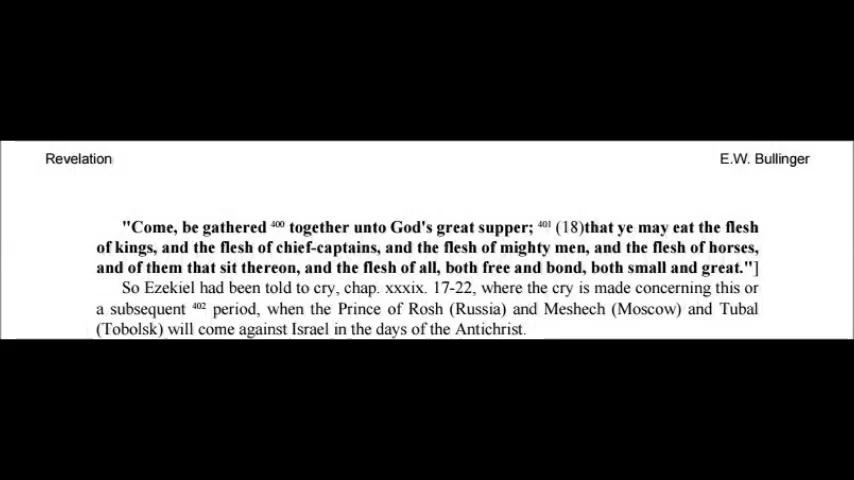 Revelation E.W. Bullinger
"Come, be gathered 400 together unto God's great supper; 401 (18)that ye may eat the flesh
of kings, and the flesh of chief-captains, and the flesh of mighty men, and the flesh of horses,
and of them that sit thereon, and the flesh of all, both free and bond, both small and great."]
So Ezekiel had been told to cry, chap. xxxix. 17-22, where the cry is made concerning this or
a subsequent 402 period, when the Prince of Rosh (Russia) and Meshech (Moscow) and Tubal
(Tobolsk) will come against Israel in the days of the Antichrist.